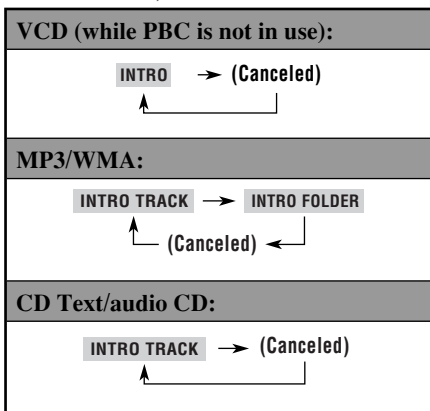 VCD (while PBC is not in use):
INTRO → (Canceled)
MP3/WMA:
INTRO TRACK → INTRO FOLDER
(Canceled)
CD Text/audio CD:
INTRO TRACK → (Canceled)